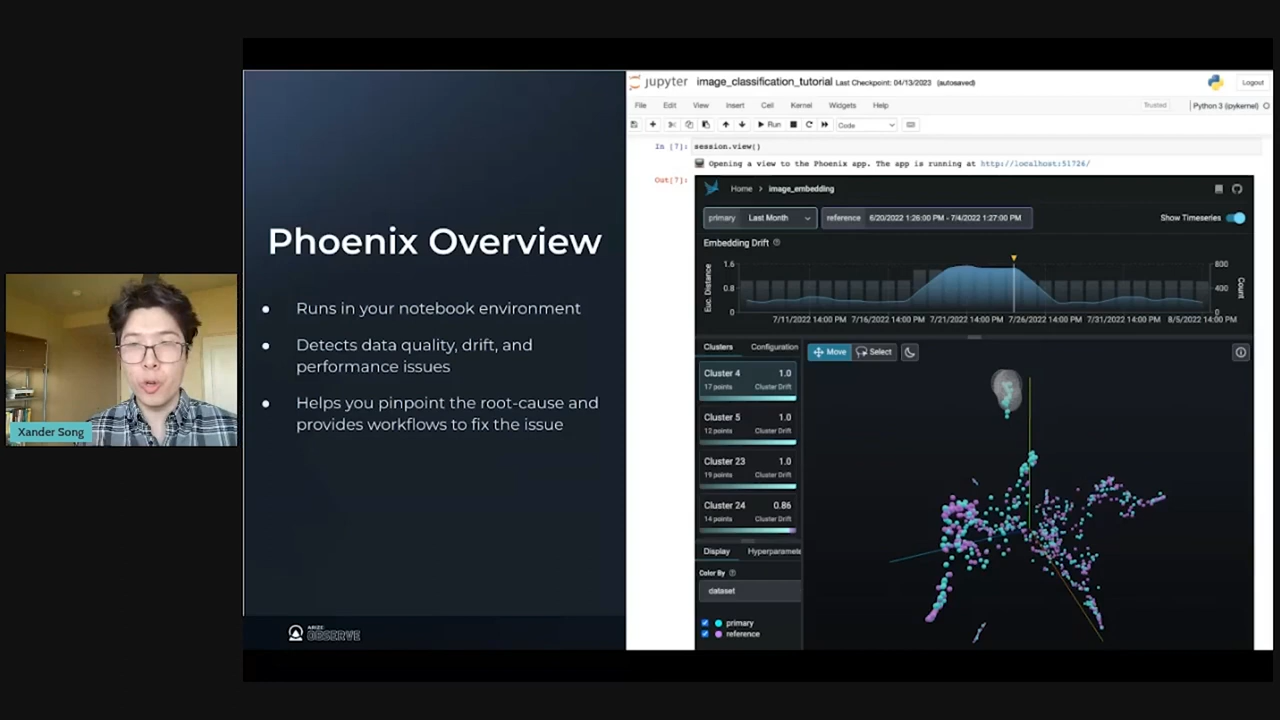 Phoenix Overview
Runs in your notebook environment
Detects data quality, drift, and
performance issues
Helps you pinpoint the root-cause and
provides workflows to fix the issue
Xander Song
ARIZE:
OBSERVE
jupyter image_classification_tutorial Last Checkpoint: 04/13/2023 (autosaved)
Logout
File Edit View Insert Cell Kernel Widgets Help
Trusted Python 3 (pykernel)
Run Code
In [7]: session.view()
Opening a view to the Phoenix app. The app is running at http://localhost:51726/
Out[7]:
Home > image_embedding
primary Last Month reference 6/20/2022 1:26:00 PM - 7/4/2022 1:27:00 PM Show Timeseries
Embedding Drift
Euc. Distance
1.6
0.8
0
800
400
0
Count
7/11/2022 14:00 PM 7/16/2022 14:00 PM 7/21/2022 14:00 PM 7/26/2022 14:00 PM 7/31/2022 14:00 PM 8/5/2022 14:00 PM
Clusters Configuration
Move Select
Cluster 4 1.0
17 points Cluster Drift
Cluster 5 1.0
12 points Cluster Drift
Cluster 23 1.0
19 points Cluster Drift
Cluster 24 0.86
14 points Cluster Drift
Display Hyperparamete
Color By
dataset
primary
reference